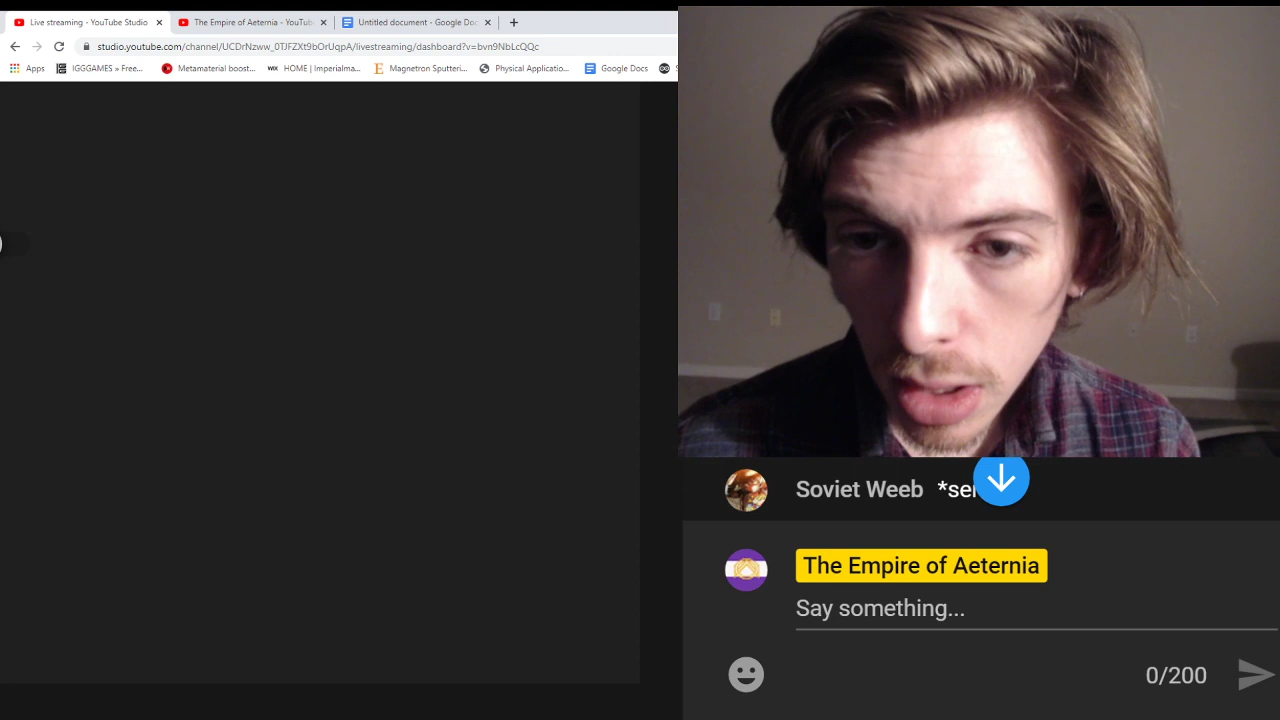 Live streaming - YouTube Studio
The Empire of Aeternia - YouTub
Untitled document - Google Doc
studio.youtube.com/channel/UCDrNzww_0TJFZXt9bOrUqpA/livestreaming/dashboard?v=bvn9NbLcQQc
Apps
IGGGAMES » Free...
Metamaterial boost...
WIX HOME | Imperialma...
E Magnetron Sputteri...
Physical Applicatio...
Google Docs
Soviet Weeb *se
The Empire of Aeternia
Say something...
0/200